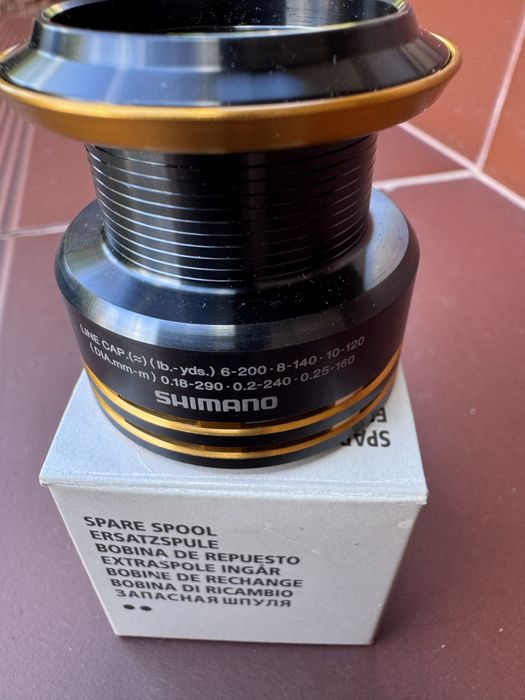 LINE CAP.(≈) (lb.-yds.) 6-200 · 8-140 · 10-120
(DIA.mm-m) 0.18-290 · 0.2-240 · 0.25-160
SHIMANO
SPARE SPOOL
ERSATZSPULE
BOBINA DE REPUESTO
EXTRASPOLE INGÅR
BOBINE DE RECHANGE
BOBINA DI RICAMBIO
ЗАПАСНАЯ ШПУЛЯ